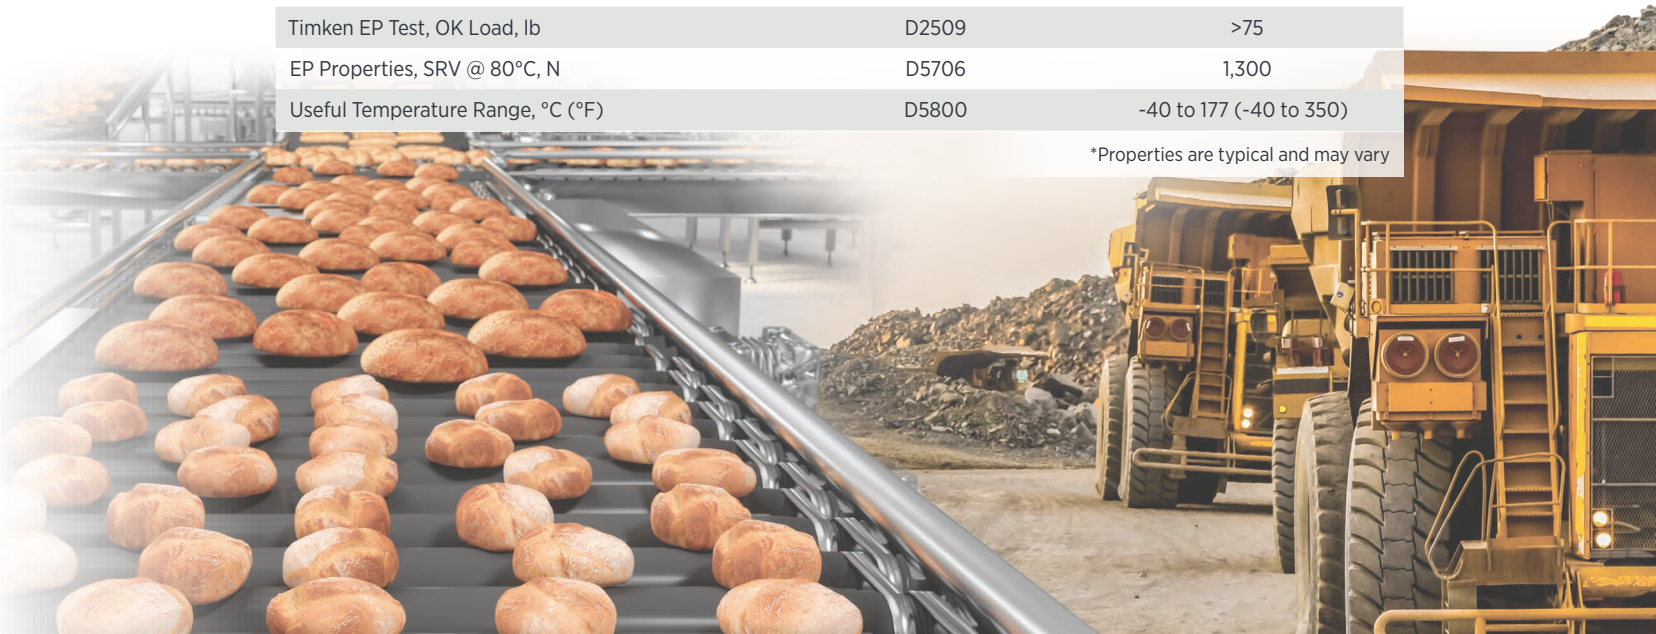 Timken EP Test, OK Load, lb D2509 >75
EP Properties, SRV @ 80°C, N D5706 1,300
Useful Temperature Range, °C (°F) D5800 -40 to 177 (-40 to 350)
*Properties are typical and may vary